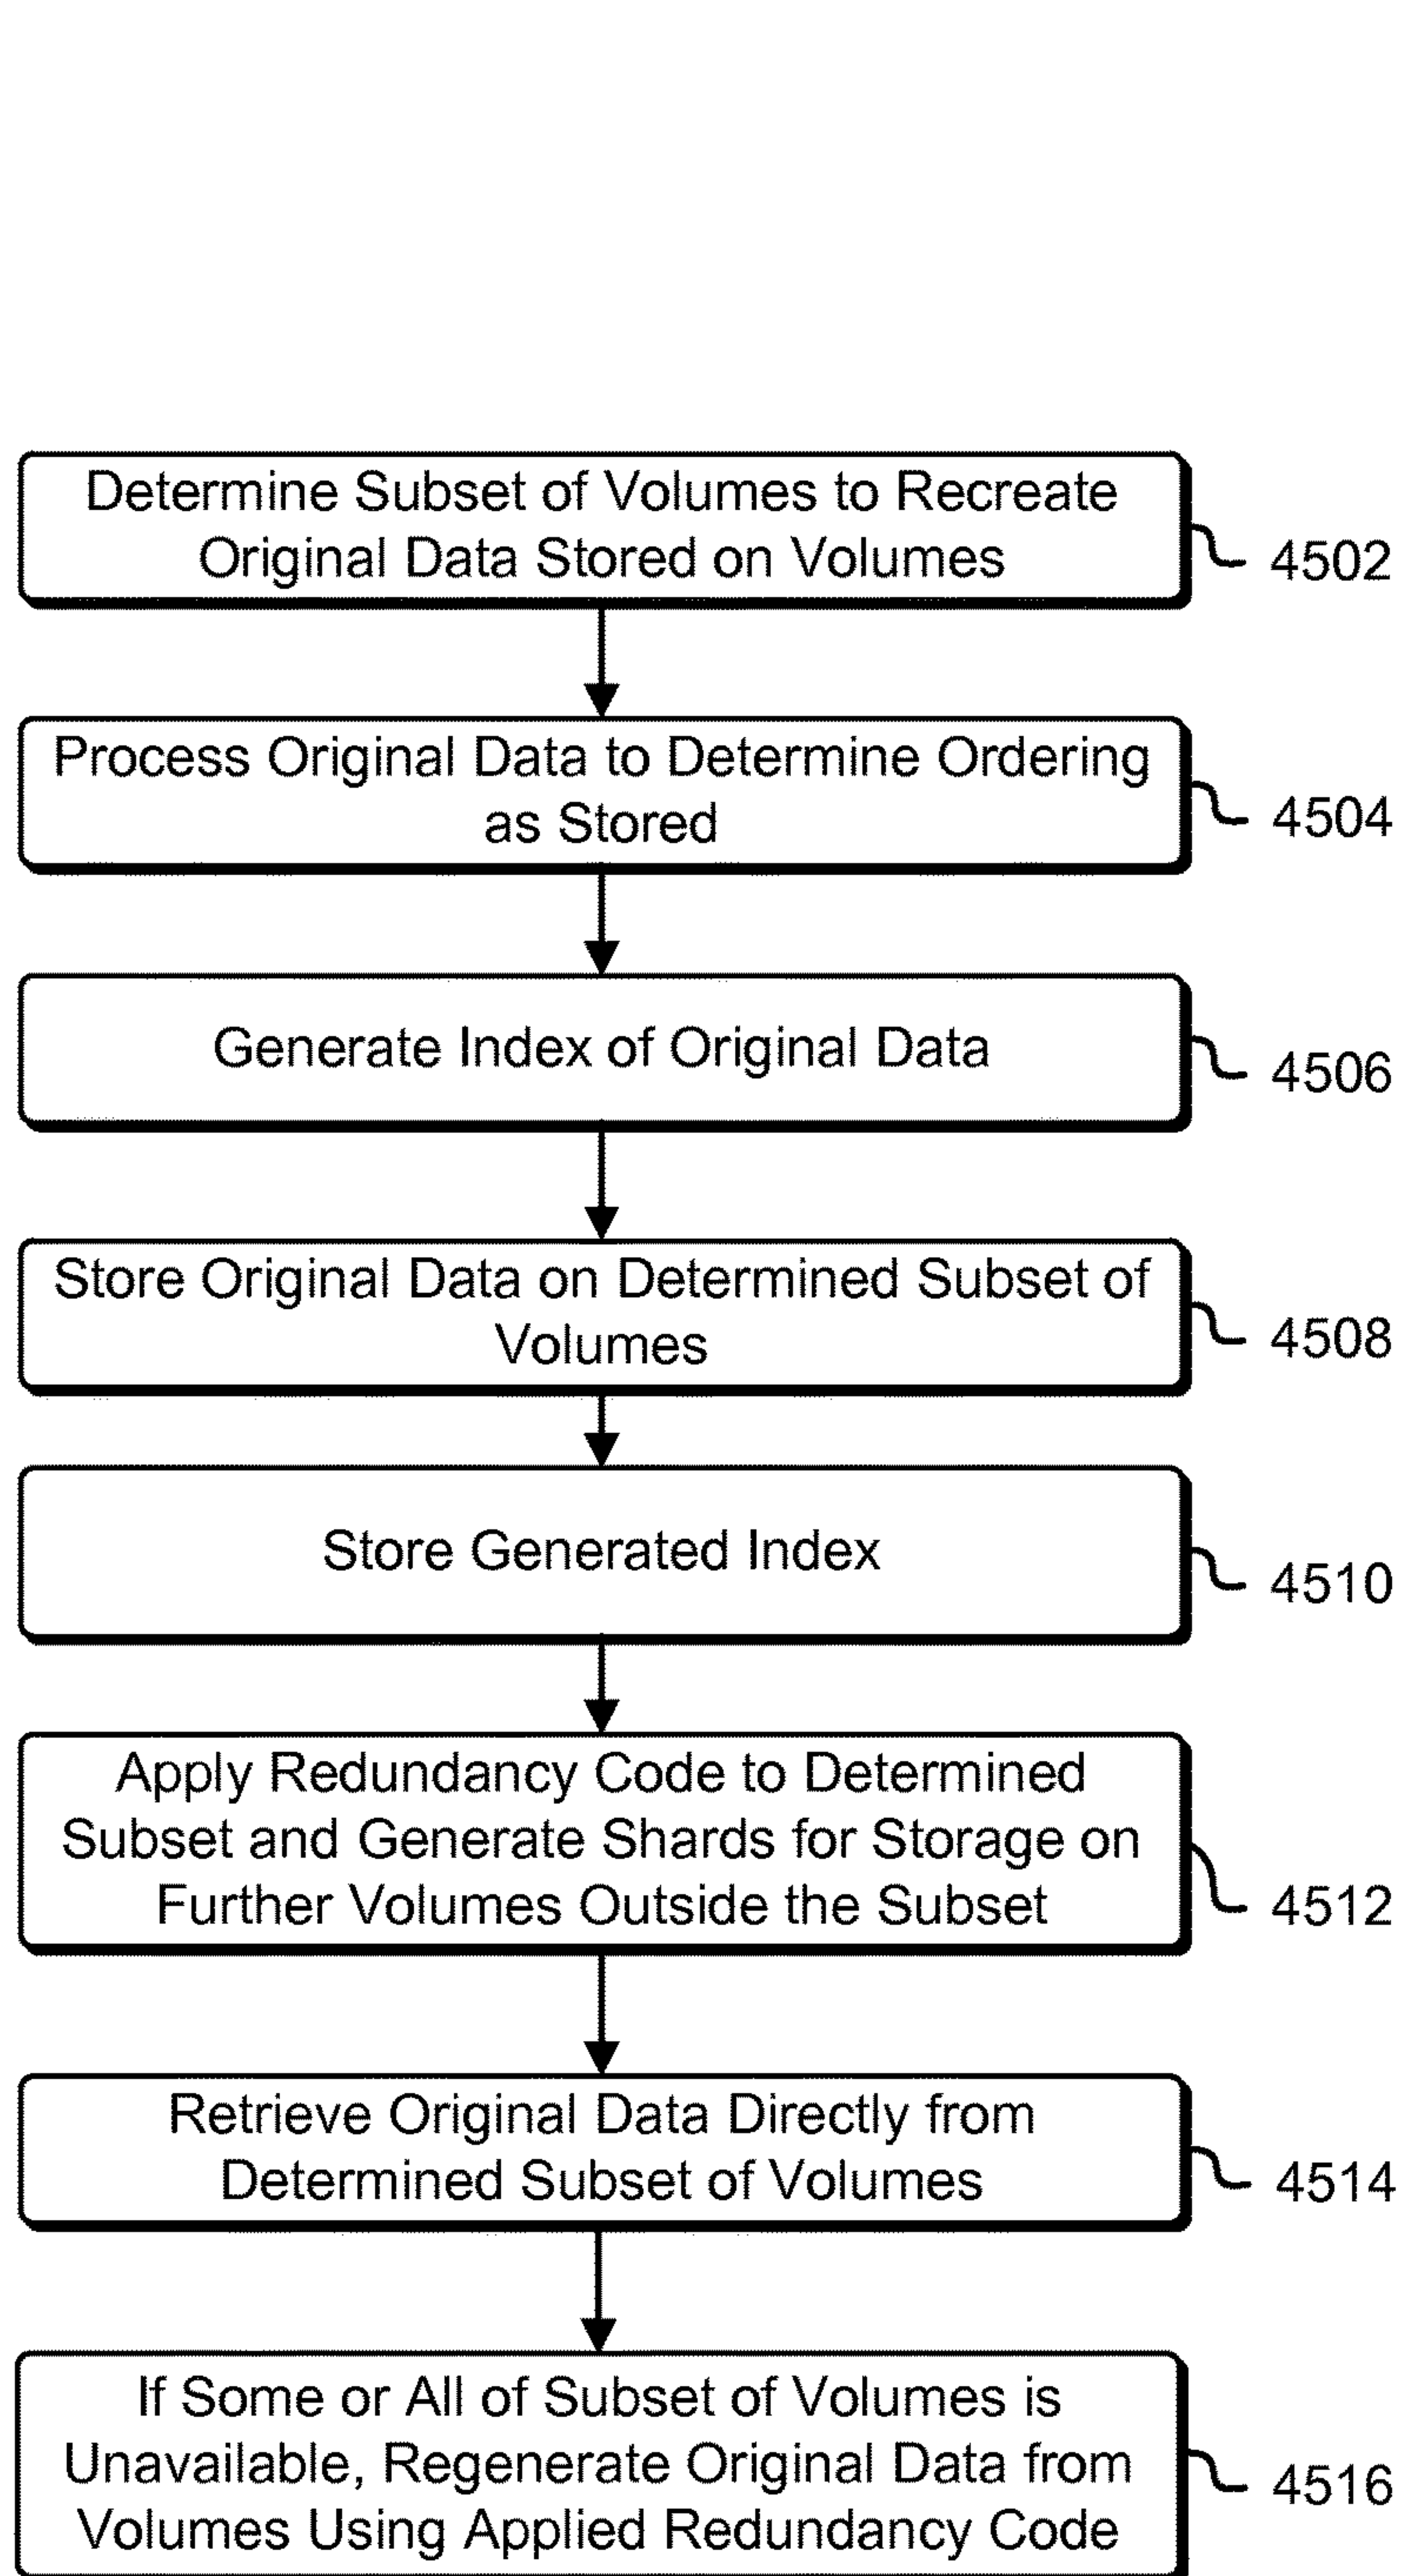 Determine Subset of Volumes to Recreate
Original Data Stored on Volumes
4502
Process Original Data to Determine Ordering
as Stored
4504
Generate Index of Original Data
4506
Store Original Data on Determined Subset of
Volumes
4508
Store Generated Index
4510
Apply Redundancy Code to Determined
Subset and Generate Shards for Storage on
Further Volumes Outside the Subset
4512
Retrieve Original Data Directly from
Determined Subset of Volumes
4514
If Some or All of Subset of Volumes is
Unavailable, Regenerate Original Data from
Volumes Using Applied Redundancy Code
4516